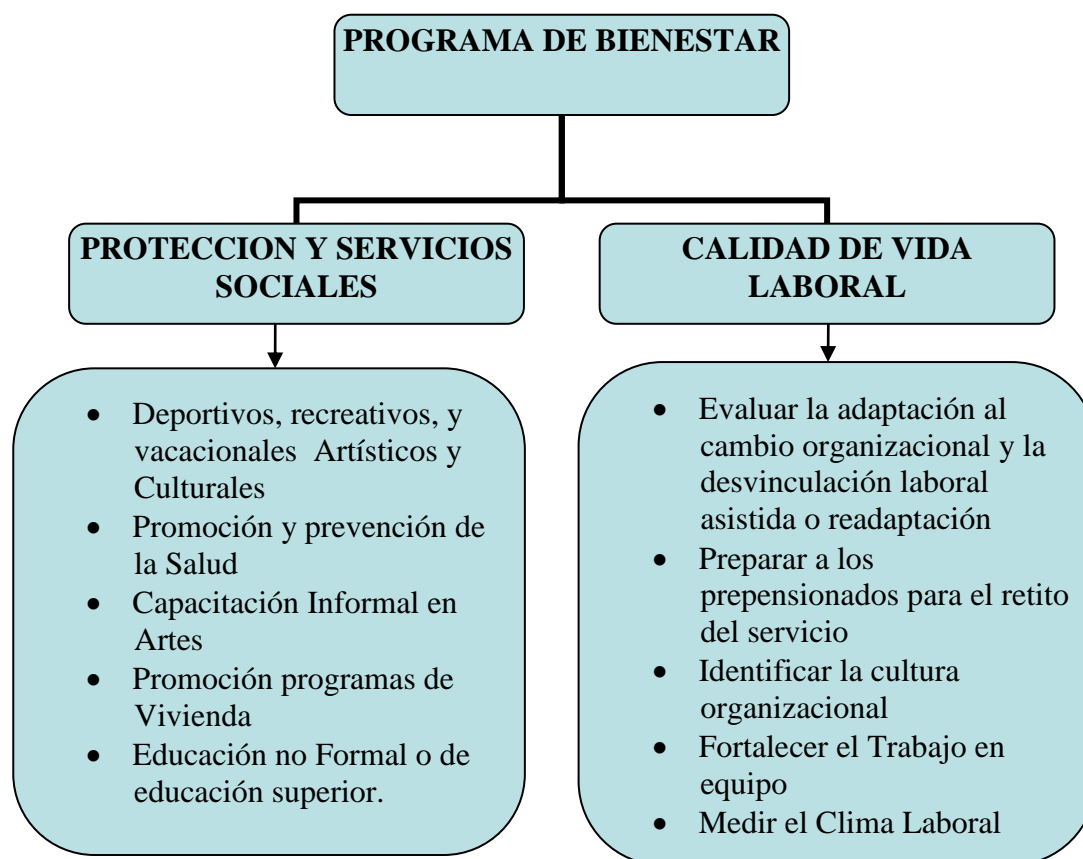 PROGRAMA DE BIENESTAR
PROTECCION Y SERVICIOS
SOCIALES
• Deportivos, recreativos, y
vacacionales  Artísticos y
Culturales
• Promoción y prevención de
la Salud
• Capacitación Informal en
Artes
• Promoción programas de
Vivienda
• Educación no Formal o de
educación superior.
CALIDAD DE VIDA
LABORAL
• Evaluar la adaptación al
cambio organizacional y la
desvinculación laboral
asistida o readaptación
• Preparar a los
prepensionados para el retito
del servicio
• Identificar la cultura
organizacional
• Fortalecer el Trabajo en
equipo
• Medir el Clima Laboral